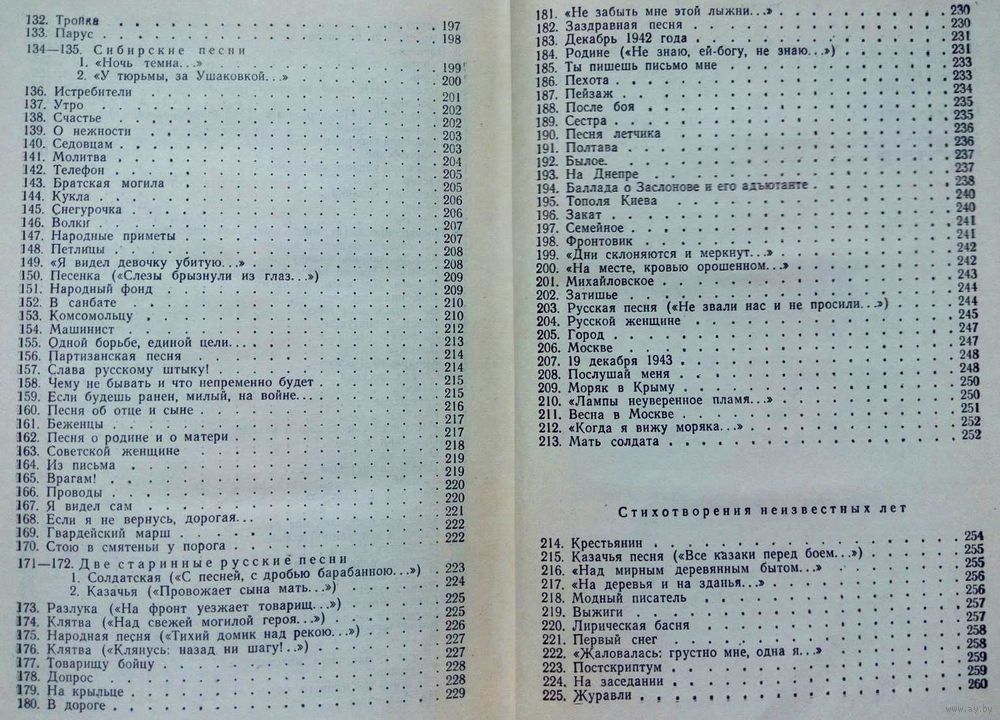 132. Тройка . . . 197
133. Парус . . . 198
134—135. Сибирские песни
1. «Ночь темна...» . . . 199
2. «У тюрьмы, за Ушаковкой...» . . . 200
136. Истребители . . . 201
137. Утро . . . 202
138. Счастье . . . 202
139. О нежности . . . 203
140. Седовцам . . . 203
141. Молитва . . . 204
142. Телефон . . . 205
143. Братская могила . . . 205
144. Кукла . . . 206
145. Снегурочка . . . 206
146. Волки . . . 207
147. Народные приметы . . . 207
148. Петлицы . . . 208
149. «Я видел девочку убитую...» . . . 208
150. Песенка («Слезы брызнули из глаз...») . . . 209
151. Народный фонд . . . 209
152. В санбате . . . 210
153. Комсомольцу . . . 210
154. Машинист . . . 212
155. Одной борьбе, единой цели... . . . 213
156. Партизанская песня . . . 214
157. Слава русскому штыку! . . . 214
158. Чему не бывать и что непременно будет . . . 215
159. Если будешь ранен, милый, на войне... . . . 215
160. Песня об отце и сыне . . . 216
161. Беженцы . . . 217
162. Песня о родине и о матери . . . 217
163. Советской женщине . . . 218
164. Из письма . . . 219
165. Врагам! . . . 219
166. Проводы . . . 220
167. Я видел сам . . . 220
168. Если я не вернусь, дорогая... . . . 221
169. Гвардейский марш . . . 222
170. Стою в смятеньи у порога . . . 222
171—172. Две старинные русские песни
1. Солдатская («С песней, с дробью барабанною...») . . . 223
2. Казачья («Провожает сына мать...») . . . 224
173. Разлука («На фронт уезжает товарищ...») . . . 225
174. Клятва («Над свежей могилой героя...») . . . 225
175. Народная песня («Тихий домик над рекою...») . . . 226
176. Клятва («Клянусь: назад ни шагу!..») . . . 227
177. Товарищу бойцу . . . 227
178. Допрос . . . 228
179. На крыльце . . . 228
180. В дороге . . . 229
181. «Не забыть мне этой лыжни...» . . . 230
182. Заздравная песня . . . 230
183. Декабрь 1942 года . . . 231
184. Родине («Не знаю, ей-богу, не знаю...») . . . 231
185. Ты пишешь письмо мне . . . 233
186. Пехота . . . 233
187. Пейзаж . . . 234
188. После боя . . . 235
189. Сестра . . . 235
190. Песня летчика . . . 236
191. Полтава . . . 236
192. Былое . . . 237
193. На Днепре . . . 237
194. Баллада о Заслонове и его адъютанте . . . 238
195. Тополя Киева . . . 240
196. Закат . . . 240
197. Семейное . . . 241
198. Фронтовик . . . 241
199. «Дни склоняются и меркнут...» . . . 242
200. «На месте, кровью орошенном...» . . . 242
201. Михайловское . . . 243
202. Затишье . . . 244
203. Русская песня («Не звали нас и не просили...») . . . 244
204. Русской женщине . . . 245
205. Город . . . 247
206. Москве . . . 247
207. 19 декабря 1943 . . . 248
208. Послушай меня . . . 248
209. Моряк в Крыму . . . 250
210. «Лампы неуверенное пламя...» . . . 250
211. Весна в Москве . . . 251
212. «Когда я вижу моряка...» . . . 252
213. Мать солдата . . . 252
Стихотворения неизвестных лет
214. Крестьянин . . . 254
215. Казачья песня («Все казаки перед боем...») . . . 255
216. «Над мирным деревянным бытом...» . . . 255
217. «На деревья и на зданья...» . . . 256
218. Модный писатель . . . 256
219. Выжиги . . . 257
220. Лирическая басня . . . 257
221. Первый снег . . . 258
222. «Жаловалась: грустно мне, одна я...» . . . 258
223. Постскриптум . . . 259
224. На заседании . . . 259
225. Журавли . . . 260
www.ay.by